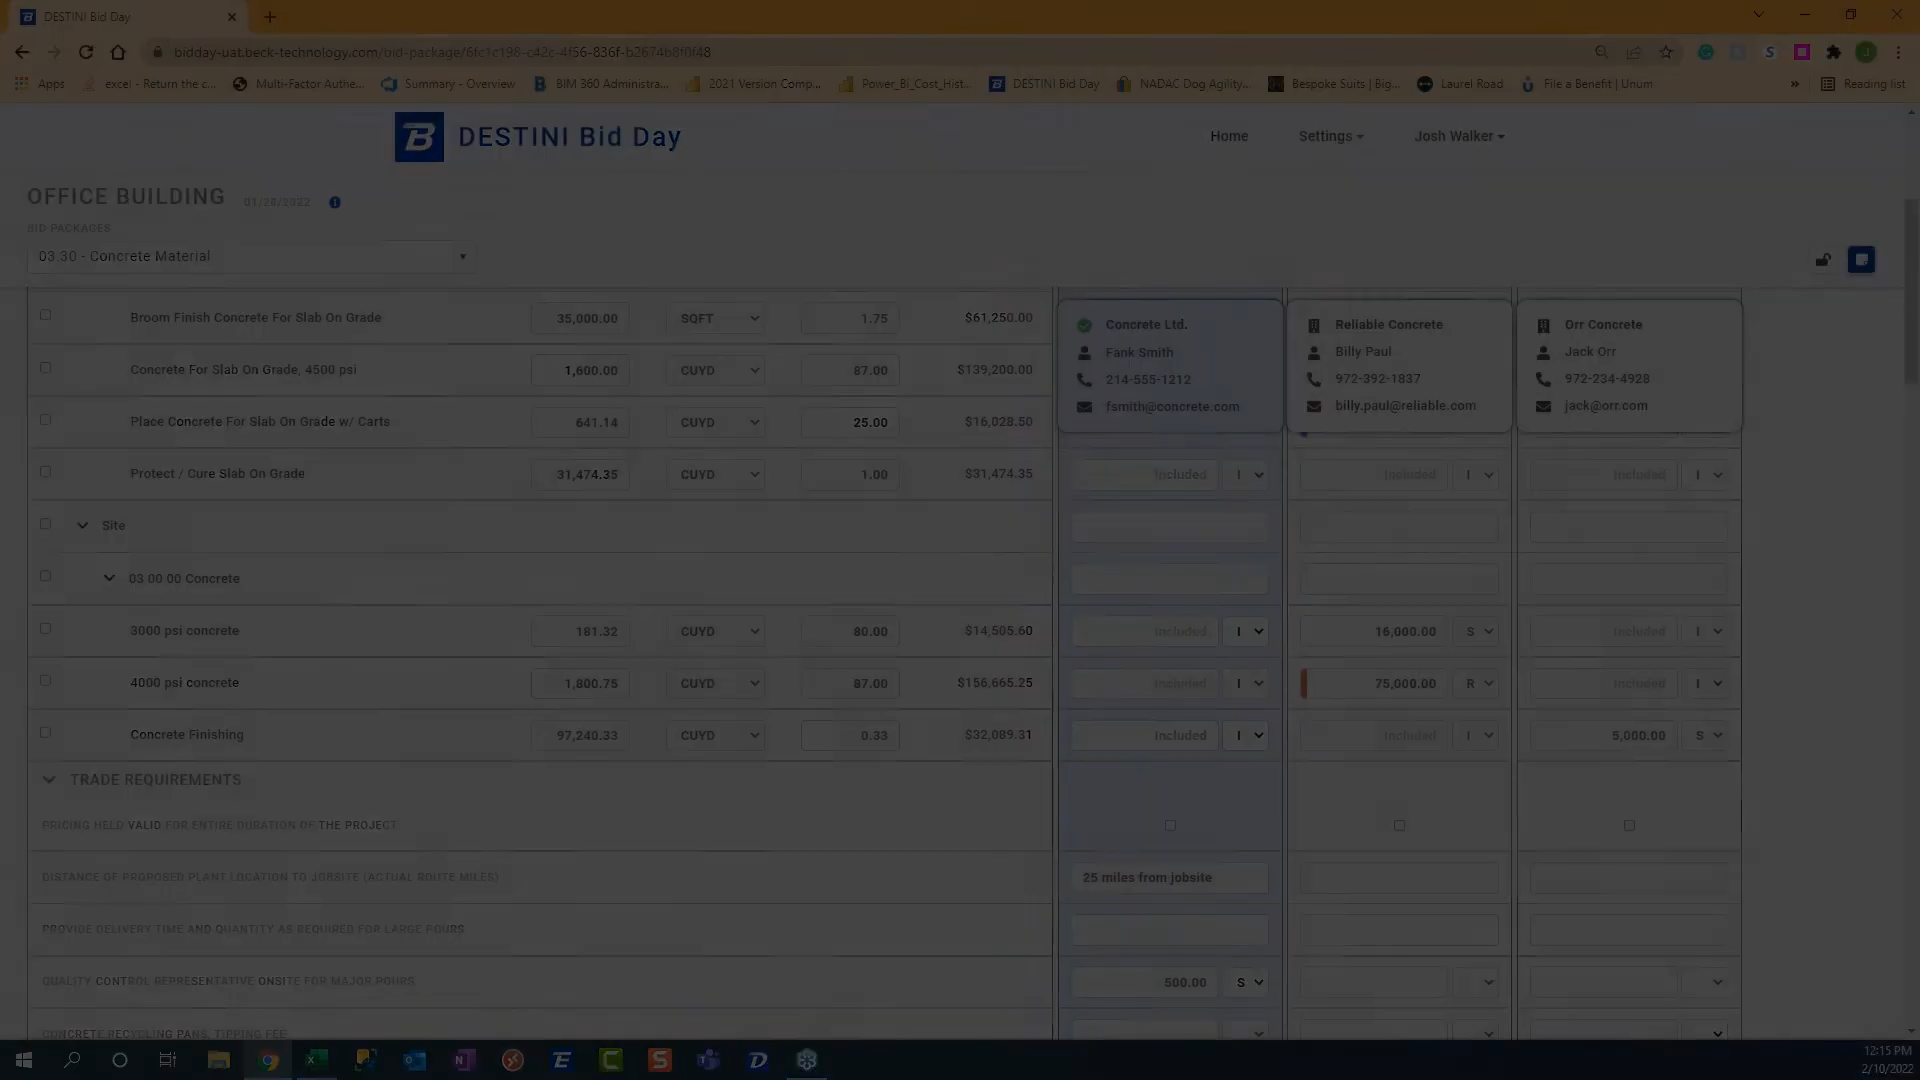 DESTINI Bid Day
bidday-uat.beck-technology.com/bid-package/6fc1c196-c42c-4f56-836f-b2674b8f0f48
Apps excel - Return the c... Multi-Factor Authe... Summary - Overview BIM 360 Administra... 2021 Version Comp... Power_BI_Cost_Hist... DESTINI Bid Day NADAC Dog Agility... Bespoke Suits | Big... Laurel Road File a Benefit | Unum » Reading list
DESTINI Bid Day Home Settings Josh Walker
OFFICE BUILDING 01/26/2022
BID PACKAGES
03.30 - Concrete Material
Broom Finish Concrete For Slab On Grade 35,000.00 SQFT 1.75 $61,250.00
Concrete For Slab On Grade, 4500 psi 1,600.00 CUYD 87.00 $139,200.00
Place Concrete For Slab On Grade w/ Carts 641.14 CUYD 25.00 $16,028.50
Concrete Ltd.
Fank Smith
214-555-1212
fsmith@concrete.com
Reliable Concrete
Billy Paul
972-392-1837
billy.paul@reliable.com
Orr Concrete
Jack Orr
972-234-4928
jack@orr.com
Protect / Cure Slab On Grade 31,474.35 CUYD 1.00 $31,474.35 Included I Included I Included I
Site
03 00 00 Concrete
3000 psi concrete 181.32 CUYD 80.00 $14,505.60 Included I 16,000.00 S Included I
4000 psi concrete 1,800.75 CUYD 87.00 $156,665.25 Included I 75,000.00 R Included I
Concrete Finishing 97,240.33 CUYD 0.33 $32,089.31 Included I Included I 5,000.00 S
TRADE REQUIREMENTS
PRICING HELD VALID FOR ENTIRE DURATION OF THE PROJECT
DISTANCE OF PROPOSED PLANT LOCATION TO JOBSITE (ACTUAL ROUTE MILES) 25 miles from jobsite
PROVIDE DELIVERY TIME AND QUANTITY AS REQUIRED FOR LARGE POURS
QUALITY CONTROL REPRESENTATIVE ONSITE FOR MAJOR POURS 500.00 S
CONCRETE RECYCLING PANS, TIPPING FEE
12:15 PM
2/10/2022